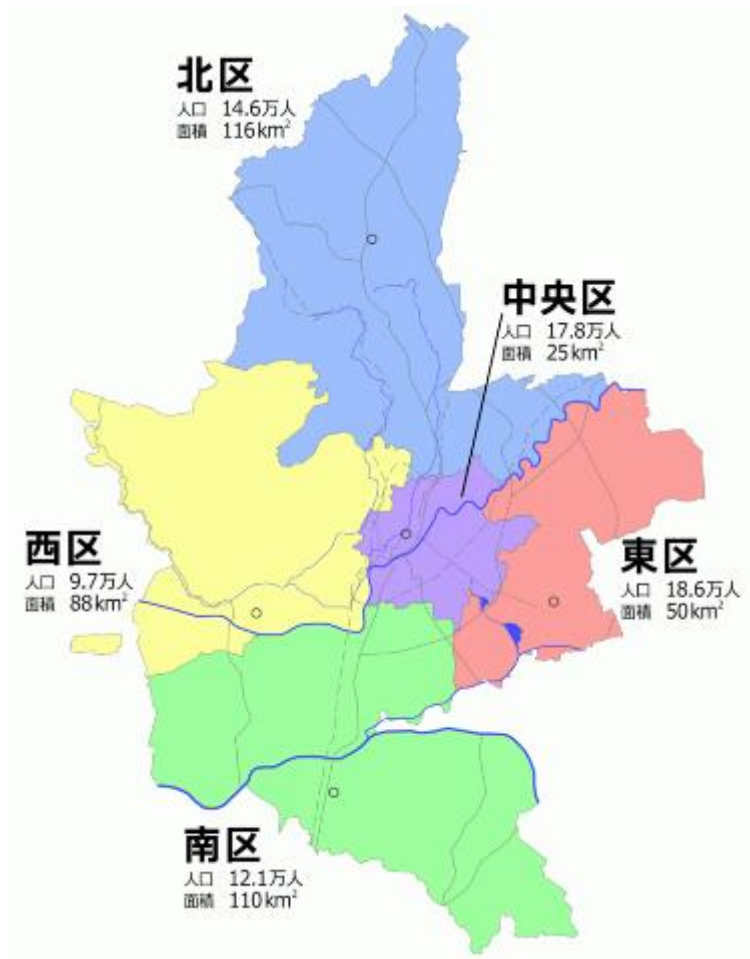 北区
人口 14.6万人
面積 116km²
中央区
人口 17.8万人
面積 25km²
西区
人口 9.7万人
面積 88km²
東区
人口 18.6万人
面積 50km²
南区
人口 12.1万人
面積 110km²